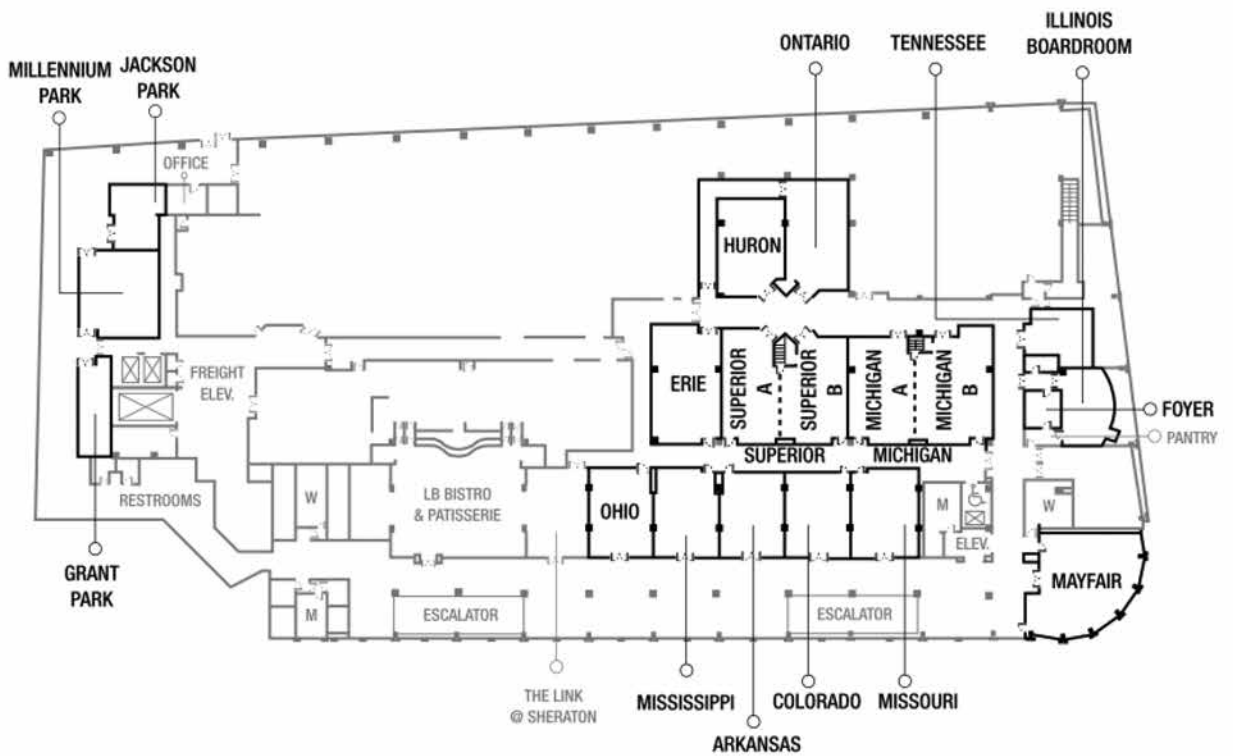 ILLINOIS
BOARDROOM
ONTARIO
TENNESSEE
MILLENNIUM
PARK
JACKSON
PARK
OFFICE
HURON
FREIGHT
ELEV.
ERIE
SUPERIOR
A
SUPERIOR
B
MICHIGAN
A
MICHIGAN
B
FOYER
PANTRY
SUPERIOR
MICHIGAN
RESTROOMS
W
LB BISTRO
& PATISSERIE
OHIO
M
ELEV.
W
GRANT
PARK
MAYFAIR
M
ESCALATOR
ESCALATOR
THE LINK
@ SHERATON
MISSISSIPPI
ARKANSAS
COLORADO
MISSOURI